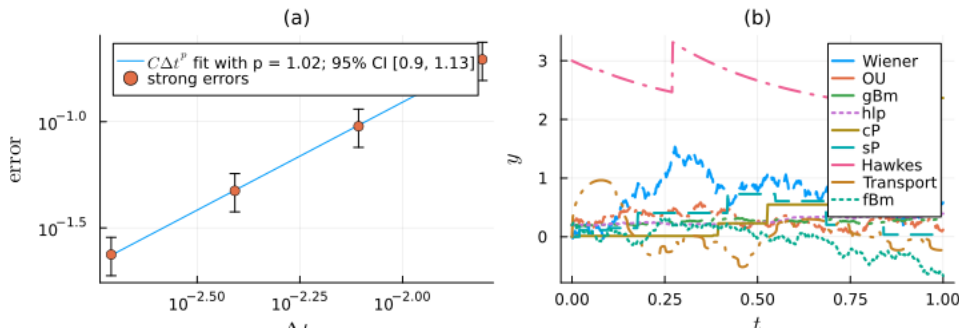 (a)
CΔt^p fit with p = 1.02; 95% CI [0.9, 1.13]
strong errors
10^−1.0
10^−1.5
error
10^−2.50
10^−2.25
10^−2.00
(b)
3
2
1
0
y
Wiener
OU
gBm
hlp
cP
sP
Hawkes
Transport
fBm
0.00
0.25
0.50
0.75
1.00
t